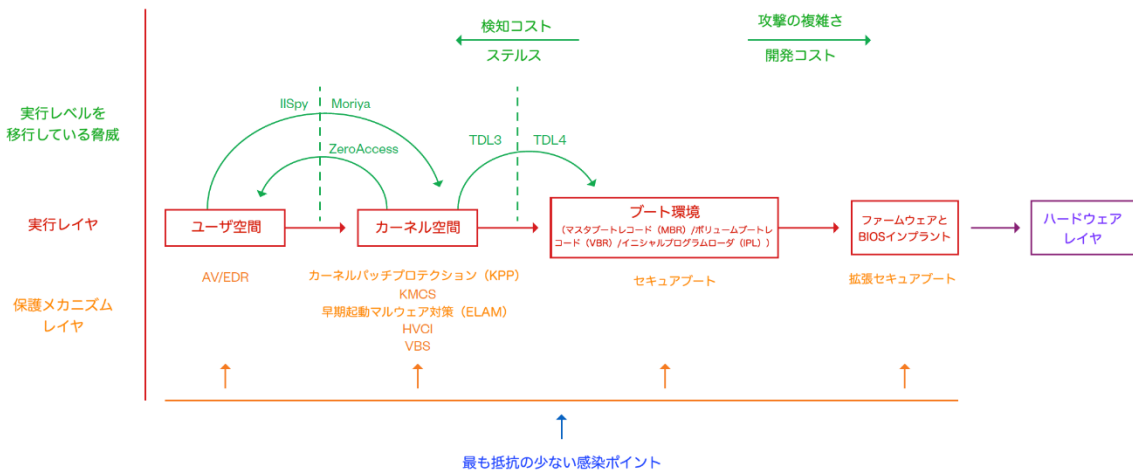 検知コスト
ステルス
攻撃の複雑さ
開発コスト
実行レベルを
移行している脅威
IISpy
Moriya
ZeroAccess
TDL3
TDL4
実行レイヤ
ユーザ空間
カーネル空間
ブート環境
（マスタブートレコード（MBR）/ボリュームブートレ
コード（VBR）/イニシャルプログラムローダ（IPL））
ファームウェアと
BIOSインプラント
ハードウェア
レイヤ
保護メカニズム
レイヤ
AV/EDR
カーネルパッチプロテクション（KPP）
KMCS
早期起動マルウェア対策（ELAM）
HVCI
VBS
セキュアブート
拡張セキュアブート
最も抵抗の少ない感染ポイント